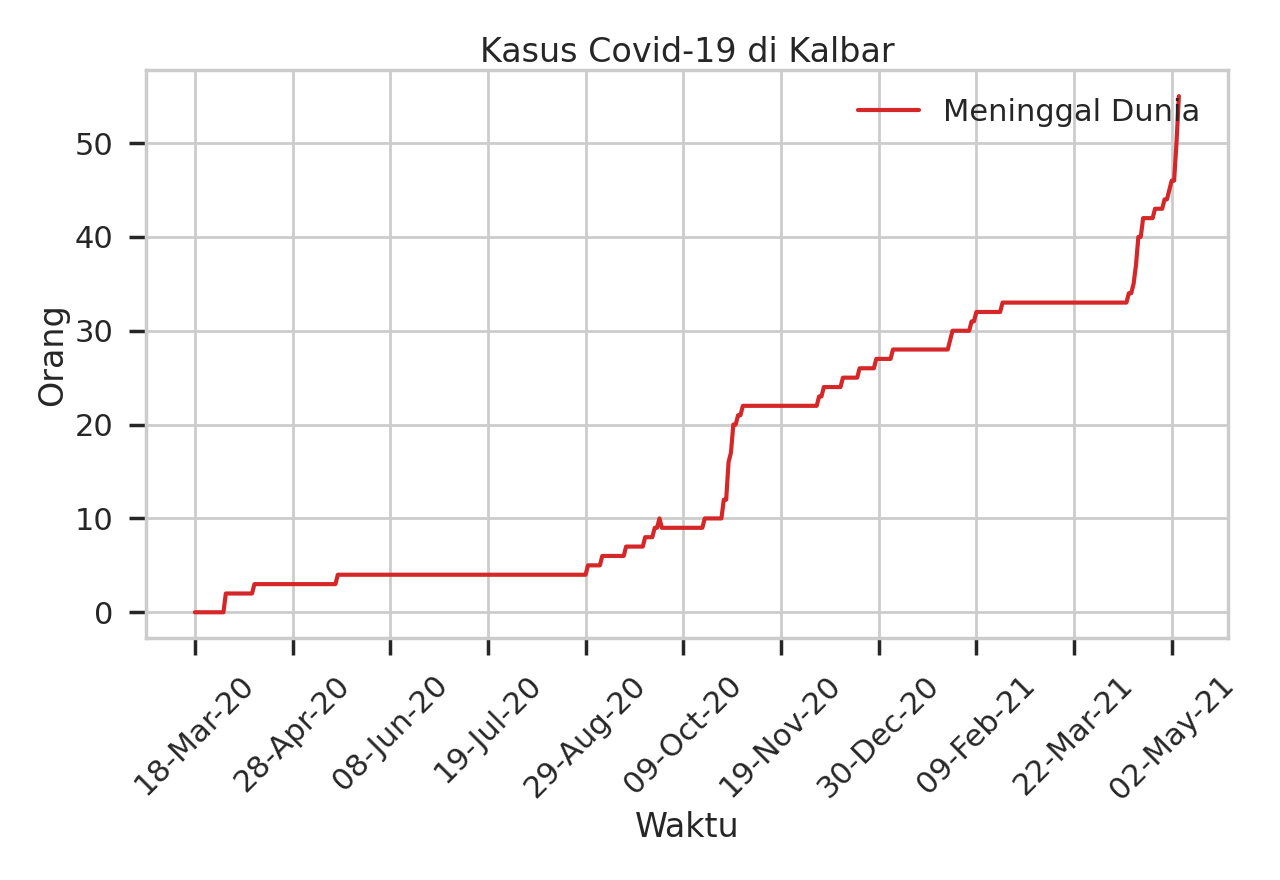 Kasus Covid-19 di Kalbar
Meninggal Dunia
Orang
50
40
30
20
10
0
18-Mar-20
28-Apr-20
08-Jun-20
19-Jul-20
29-Aug-20
09-Oct-20
19-Nov-20
30-Dec-20
09-Feb-21
22-Mar-21
02-May-21
Waktu